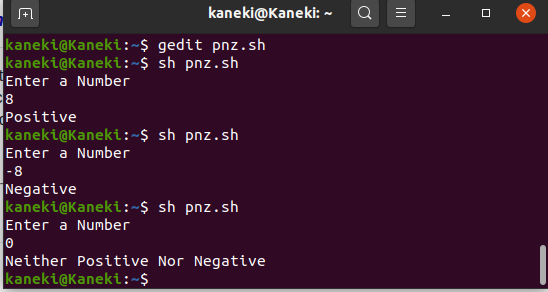 kaneki@Kaneki: ~
kaneki@Kaneki:~$ gedit pnz.sh
kaneki@Kaneki:~$ sh pnz.sh
Enter a Number
8
Positive
kaneki@Kaneki:~$ sh pnz.sh
Enter a Number
-8
Negative
kaneki@Kaneki:~$ sh pnz.sh
Enter a Number
0
Neither Positive Nor Negative
kaneki@Kaneki:~$